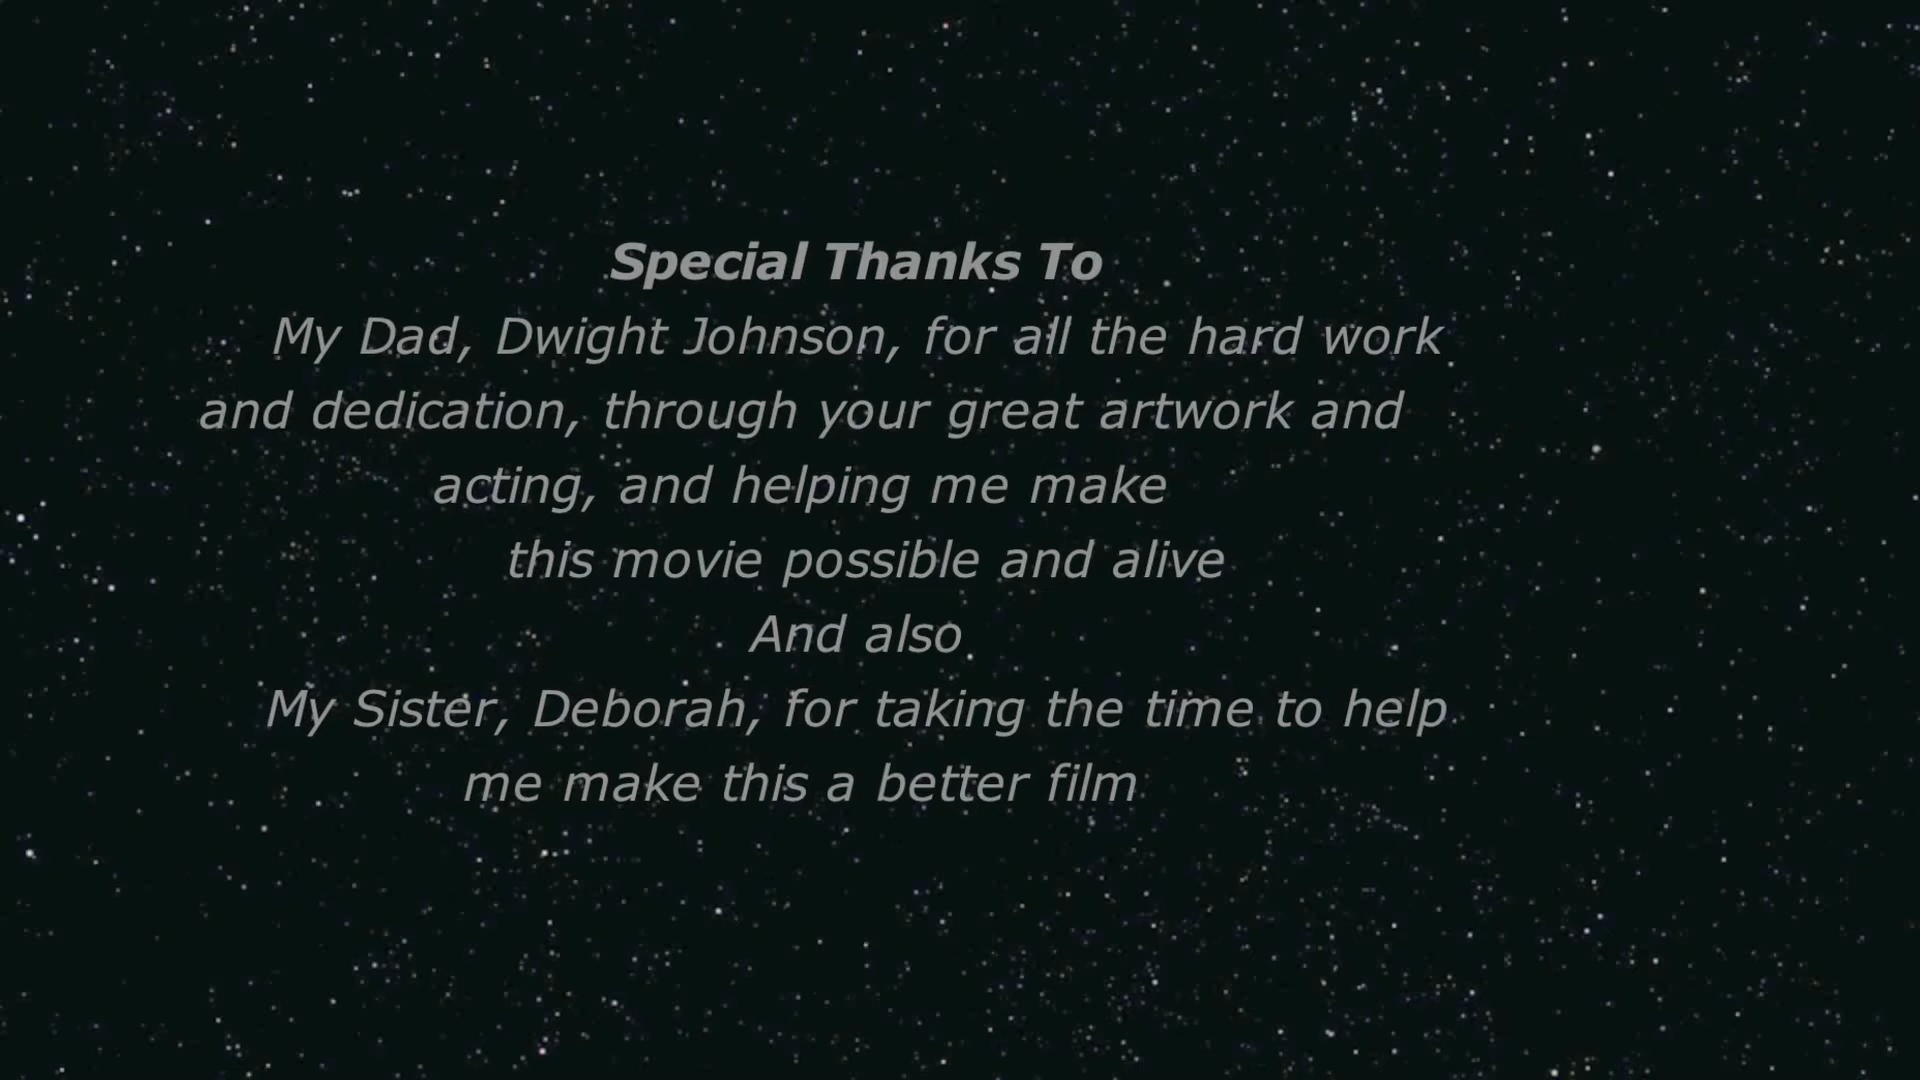 Special Thanks To
My Dad, Dwight Johnson, for all the hard work
and dedication, through your great artwork and
acting, and helping me make
this movie possible and alive
And also
My Sister, Deborah, for taking the time to help
me make this a better film